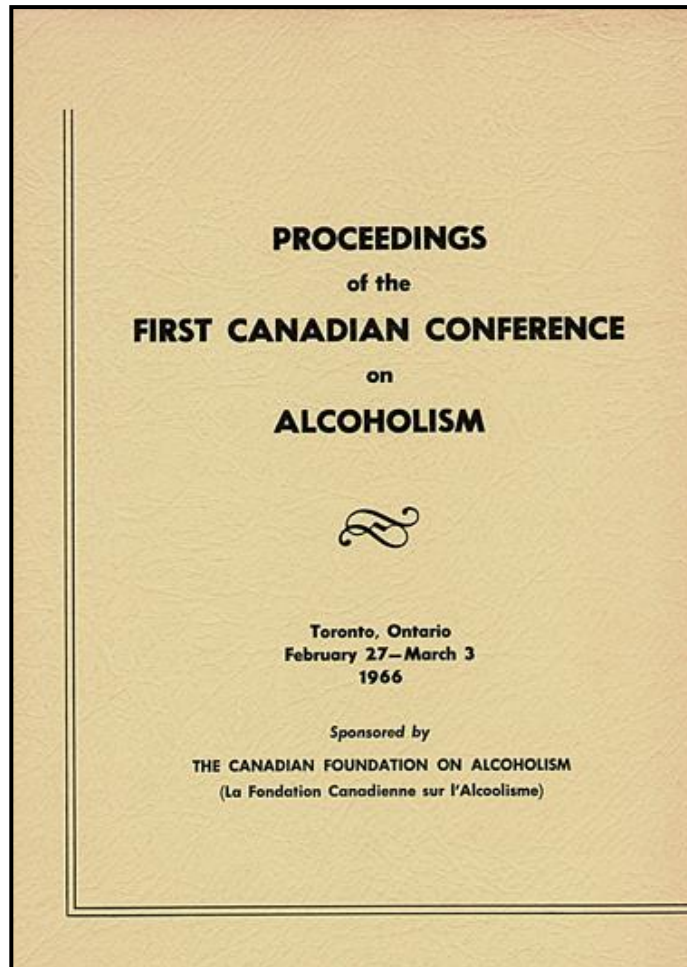 PROCEEDINGS
of the
FIRST CANADIAN CONFERENCE
on
ALCOHOLISM
Toronto, Ontario
February 27—March 3
1966
Sponsored by
THE CANADIAN FOUNDATION ON ALCOHOLISM
(La Fondation Canadienne sur l'Alcoolisme)